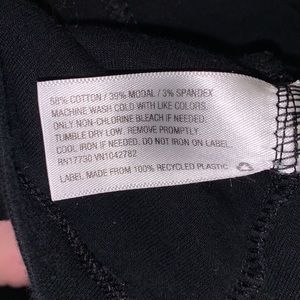 58% COTTON / 39% MODAL / 3% SPANDEX
MACHINE WASH COLD WITH LIKE COLORS.
ONLY NON-CHLORINE BLEACH IF NEEDED.
TUMBLE DRY LOW. REMOVE PROMPTLY.
COOL IRON IF NEEDED. DO NOT IRON ON LABEL.
RN17730 VN1042782
LABEL MADE FROM 100% RECYCLED PLASTIC